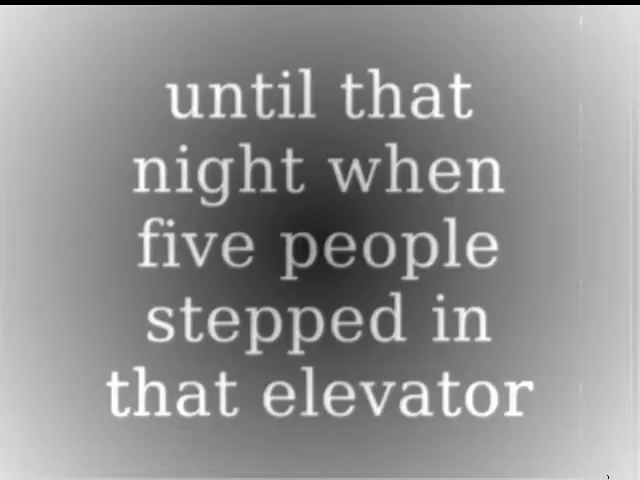 until that
night when
five people
stepped in
that elevator